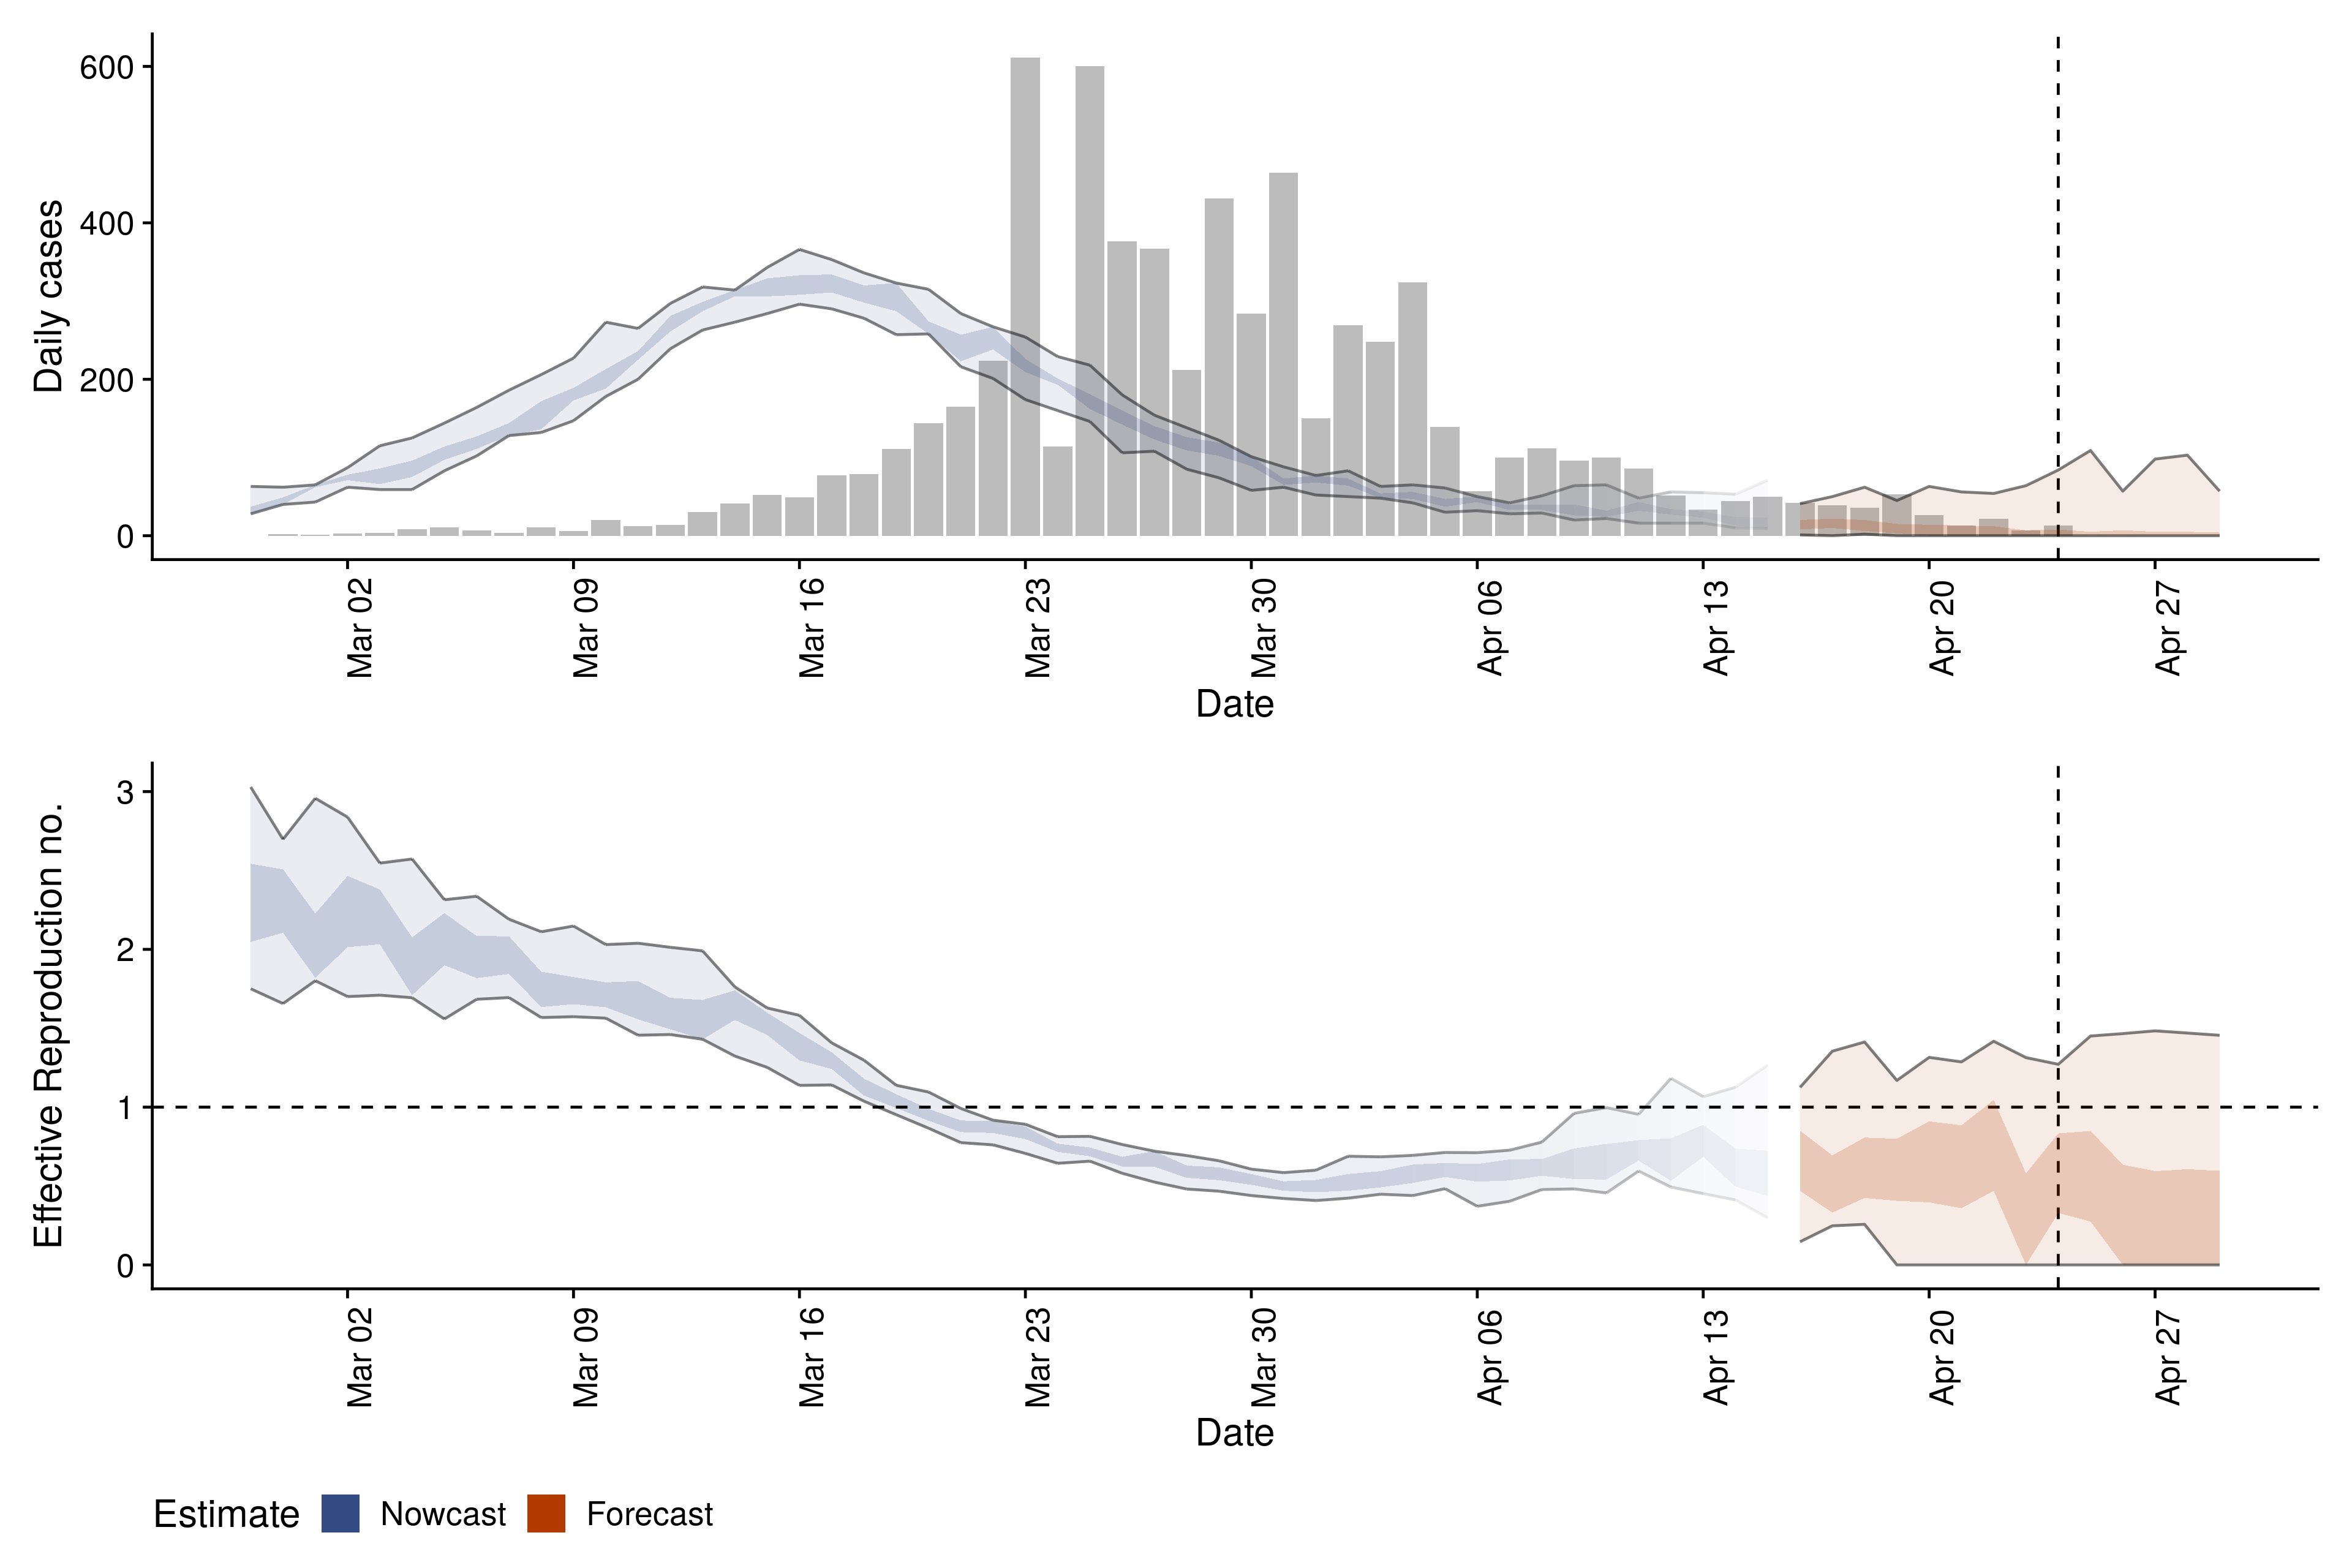 Daily cases
600
400
200
0
Mar 02
Mar 09
Mar 16
Mar 23
Mar 30
Apr 06
Apr 13
Apr 20
Apr 27
Date
Effective Reproduction no.
3
2
1
0
Mar 02
Mar 09
Mar 16
Mar 23
Mar 30
Apr 06
Apr 13
Apr 20
Apr 27
Date
Estimate Nowcast Forecast